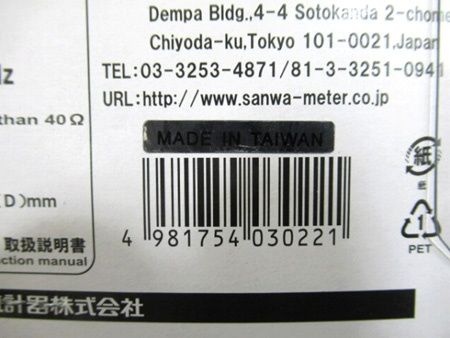 Dempa Bldg.,4-4 Sotokanda 2-chome
Chiyoda-ku,Tokyo 101-0021,Japan
TEL:03-3253-4871/81-3-3251-0941
URL:http://www.sanwa-meter.co.jp
MADE IN TAIWAN
4 981754 030221
Iz
than 40Ω
(D)mm
取扱説明書
ction manual
計器株式会社
紙
紙
1
PET